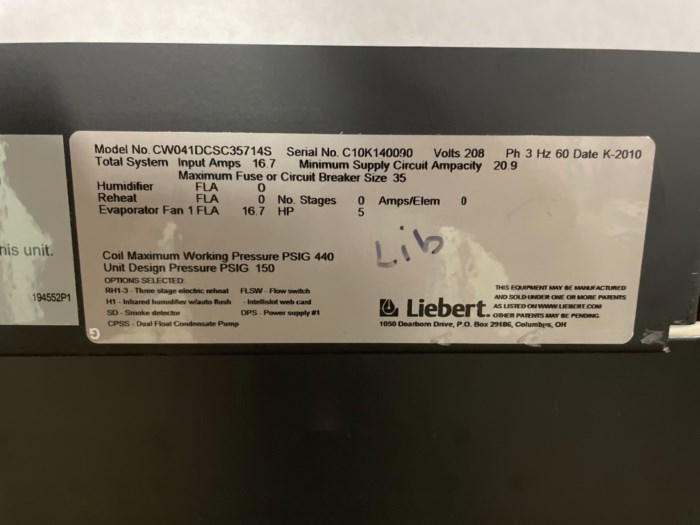 Model No. CW041DCSC35714S Serial No. C10K140090 Volts 208 Ph 3 Hz 60 Date K-2010
Total System Input Amps 16.7 Minimum Supply Circuit Ampacity 20.9
Maximum Fuse or Circuit Breaker Size 35
Humidifier FLA 0
Reheat FLA 0 No. Stages 0 Amps/Elem 0
Evaporator Fan 1 FLA 16.7 HP 5
Lib
his unit.
Coil Maximum Working Pressure PSIG 440
Unit Design Pressure PSIG 150
OPTIONS SELECTED:
RH1-3 - Three stage electric reheat FLSW - Flow switch
H1 - Infrared humidifier w/auto flush - Intellislot web card
SD - Smoke detector DPS - Power supply #1
CPSS - Dual Float Condensate Pump
194552P1
THIS EQUIPMENT MAY BE MANUFACTURED
AND SOLD UNDER ONE OR MORE PATENTS
AS LISTED ON WWW.LIEBERT.COM
OTHER PATENTS MAY BE PENDING.
Liebert.
1050 Dearborn Drive, P.O. Box 29186, Columbus, OH